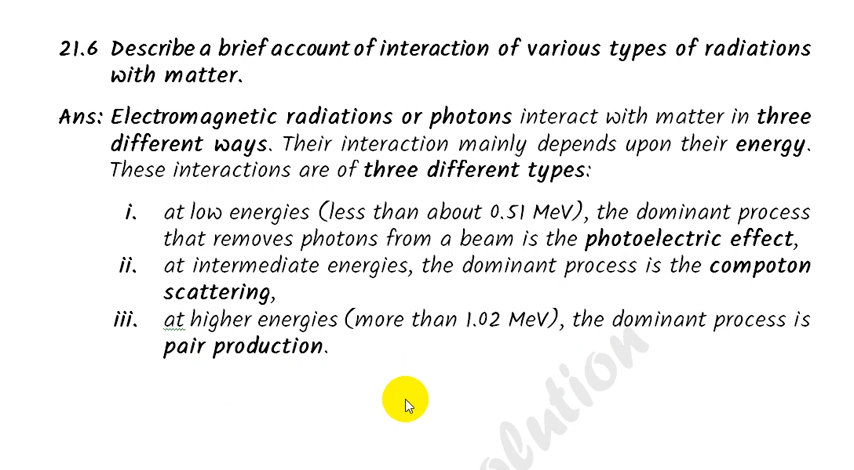 21.6 Describe a brief account of interaction of various types of radiations
with matter.
Ans: Electromagnetic radiations or photons interact with matter in three
different ways. Their interaction mainly depends upon their energy.
These interactions are of three different types:
i. at low energies (less than about 0.51 MeV), the dominant process
that removes photons from a beam is the photoelectric effect,
ii. at intermediate energies, the dominant process is the compoton
scattering,
iii. at higher energies (more than 1.02 MeV), the dominant process is
pair production.